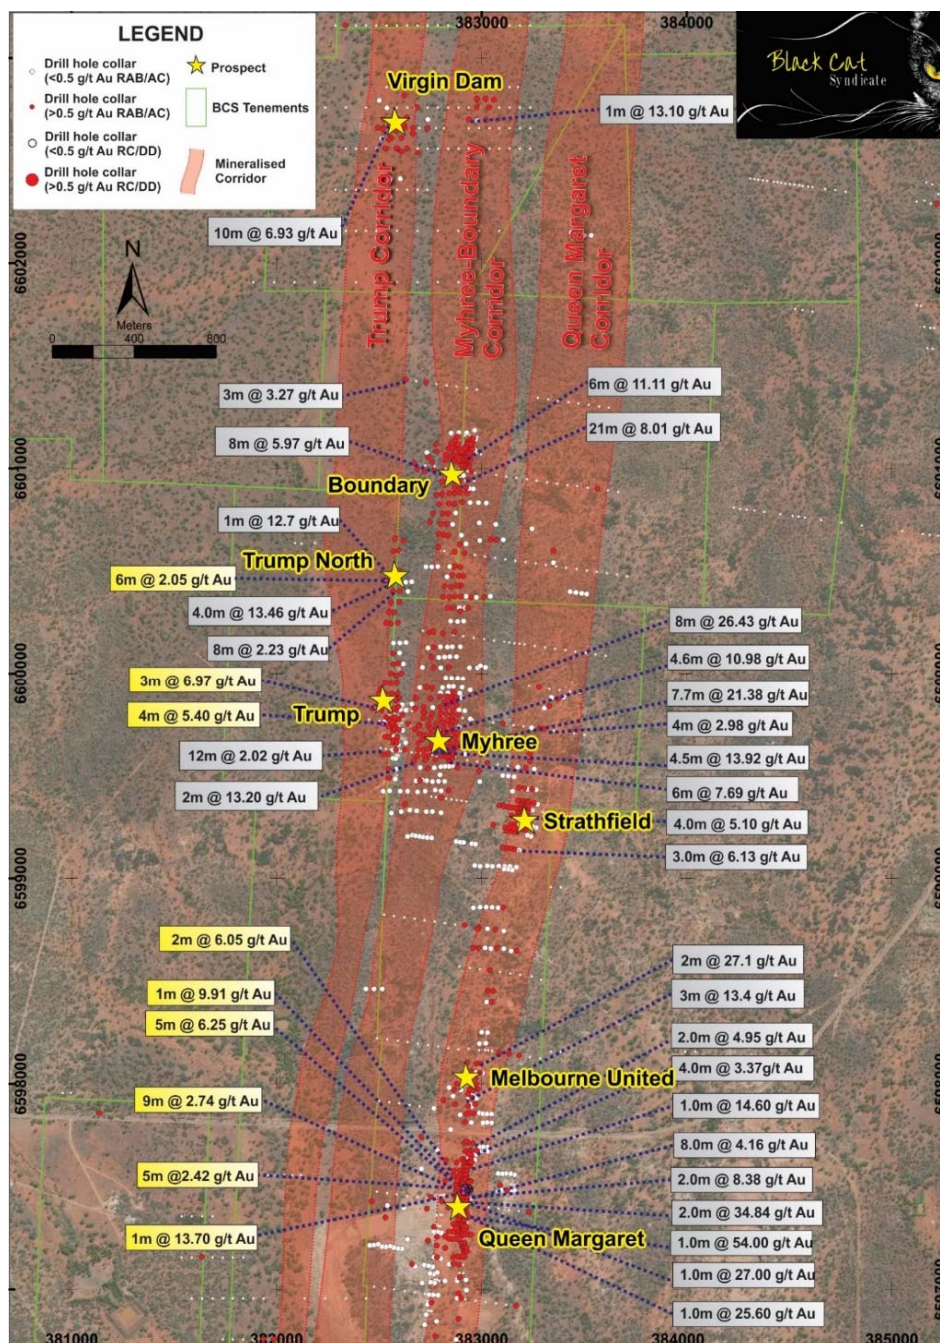 383000
384000
LEGEND
Drill hole collar
(<0.5 g/t Au RAB/AC)
Drill hole collar
(>0.5 g/t Au RAB/AC)
Drill hole collar
(<0.5 g/t Au RC/DD)
Drill hole collar
(>0.5 g/t Au RC/DD)
Prospect
BCS Tenements
Mineralised
Corridor
Black Cat
Syndicate
Virgin Dam
1m @ 13.10 g/t Au
10m @ 6.93 g/t Au
Trump Corridor
Myhree-Boundary
Corridor
Queen Margaret
Corridor
6602000
6602000
N
Meters
0 400 800
3m @ 3.27 g/t Au
6m @ 11.11 g/t Au
8m @ 5.97 g/t Au
21m @ 8.01 g/t Au
Boundary
6601000
6601000
1m @ 12.7 g/t Au
Trump North
6m @ 2.05 g/t Au
4.0m @ 13.46 g/t Au
8m @ 2.23 g/t Au
8m @ 26.43 g/t Au
4.6m @ 10.98 g/t Au
6600000
6600000
3m @ 6.97 g/t Au
7.7m @ 21.38 g/t Au
4m @ 5.40 g/t Au
Trump
4m @ 2.98 g/t Au
Myhree
12m @ 2.02 g/t Au
4.5m @ 13.92 g/t Au
2m @ 13.20 g/t Au
6m @ 7.69 g/t Au
Strathfield
4.0m @ 5.10 g/t Au
3.0m @ 6.13 g/t Au
6599000
6599000
2m @ 6.05 g/t Au
2m @ 27.1 g/t Au
1m @ 9.91 g/t Au
3m @ 13.4 g/t Au
5m @ 6.25 g/t Au
2.0m @ 4.95 g/t Au
4.0m @ 3.37g/t Au
Melbourne United
6598000
6598000
9m @ 2.74 g/t Au
1.0m @ 14.60 g/t Au
8.0m @ 4.16 g/t Au
5m @2.42 g/t Au
2.0m @ 8.38 g/t Au
2.0m @ 34.84 g/t Au
1m @ 13.70 g/t Au
Queen Margaret
1.0m @ 54.00 g/t Au
1.0m @ 27.00 g/t Au
1.0m @ 25.60 g/t Au
6597000
381000
382000
383000
384000
385000